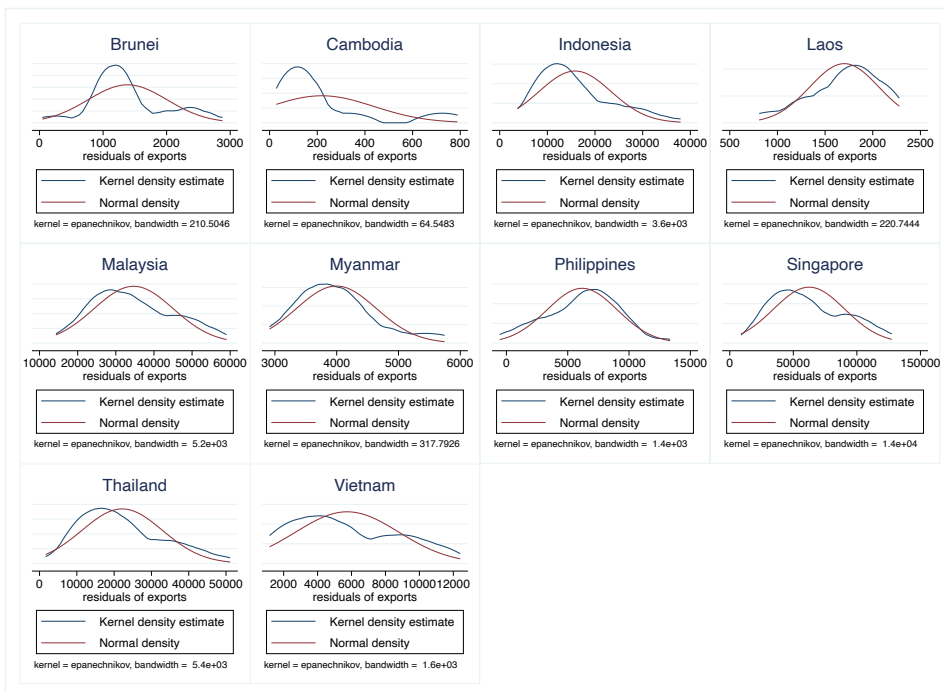 Brunei
0 1000 2000 3000
residuals of exports
Kernel density estimate
Normal density
kernel = epanechnikov, bandwidth = 210.5046
Cambodia
0 200 400 600 800
residuals of exports
Kernel density estimate
Normal density
kernel = epanechnikov, bandwidth = 64.5483
Indonesia
0 10000 20000 30000 40000
residuals of exports
Kernel density estimate
Normal density
kernel = epanechnikov, bandwidth = 3.6e+03
Laos
500 1000 1500 2000 2500
residuals of exports
Kernel density estimate
Normal density
kernel = epanechnikov, bandwidth = 220.7444
Malaysia
10000 20000 30000 40000 50000 60000
residuals of exports
Kernel density estimate
Normal density
kernel = epanechnikov, bandwidth = 5.2e+03
Myanmar
3000 4000 5000 6000
residuals of exports
Kernel density estimate
Normal density
kernel = epanechnikov, bandwidth = 317.7926
Philippines
0 5000 10000 15000
residuals of exports
Kernel density estimate
Normal density
kernel = epanechnikov, bandwidth = 1.4e+03
Singapore
0 50000 100000 150000
residuals of exports
Kernel density estimate
Normal density
kernel = epanechnikov, bandwidth = 1.4e+04
Thailand
0 10000 20000 30000 40000 50000
residuals of exports
Kernel density estimate
Normal density
kernel = epanechnikov, bandwidth = 5.4e+03
Vietnam
2000 4000 6000 8000 10000 12000
residuals of exports
Kernel density estimate
Normal density
kernel = epanechnikov, bandwidth = 1.6e+03